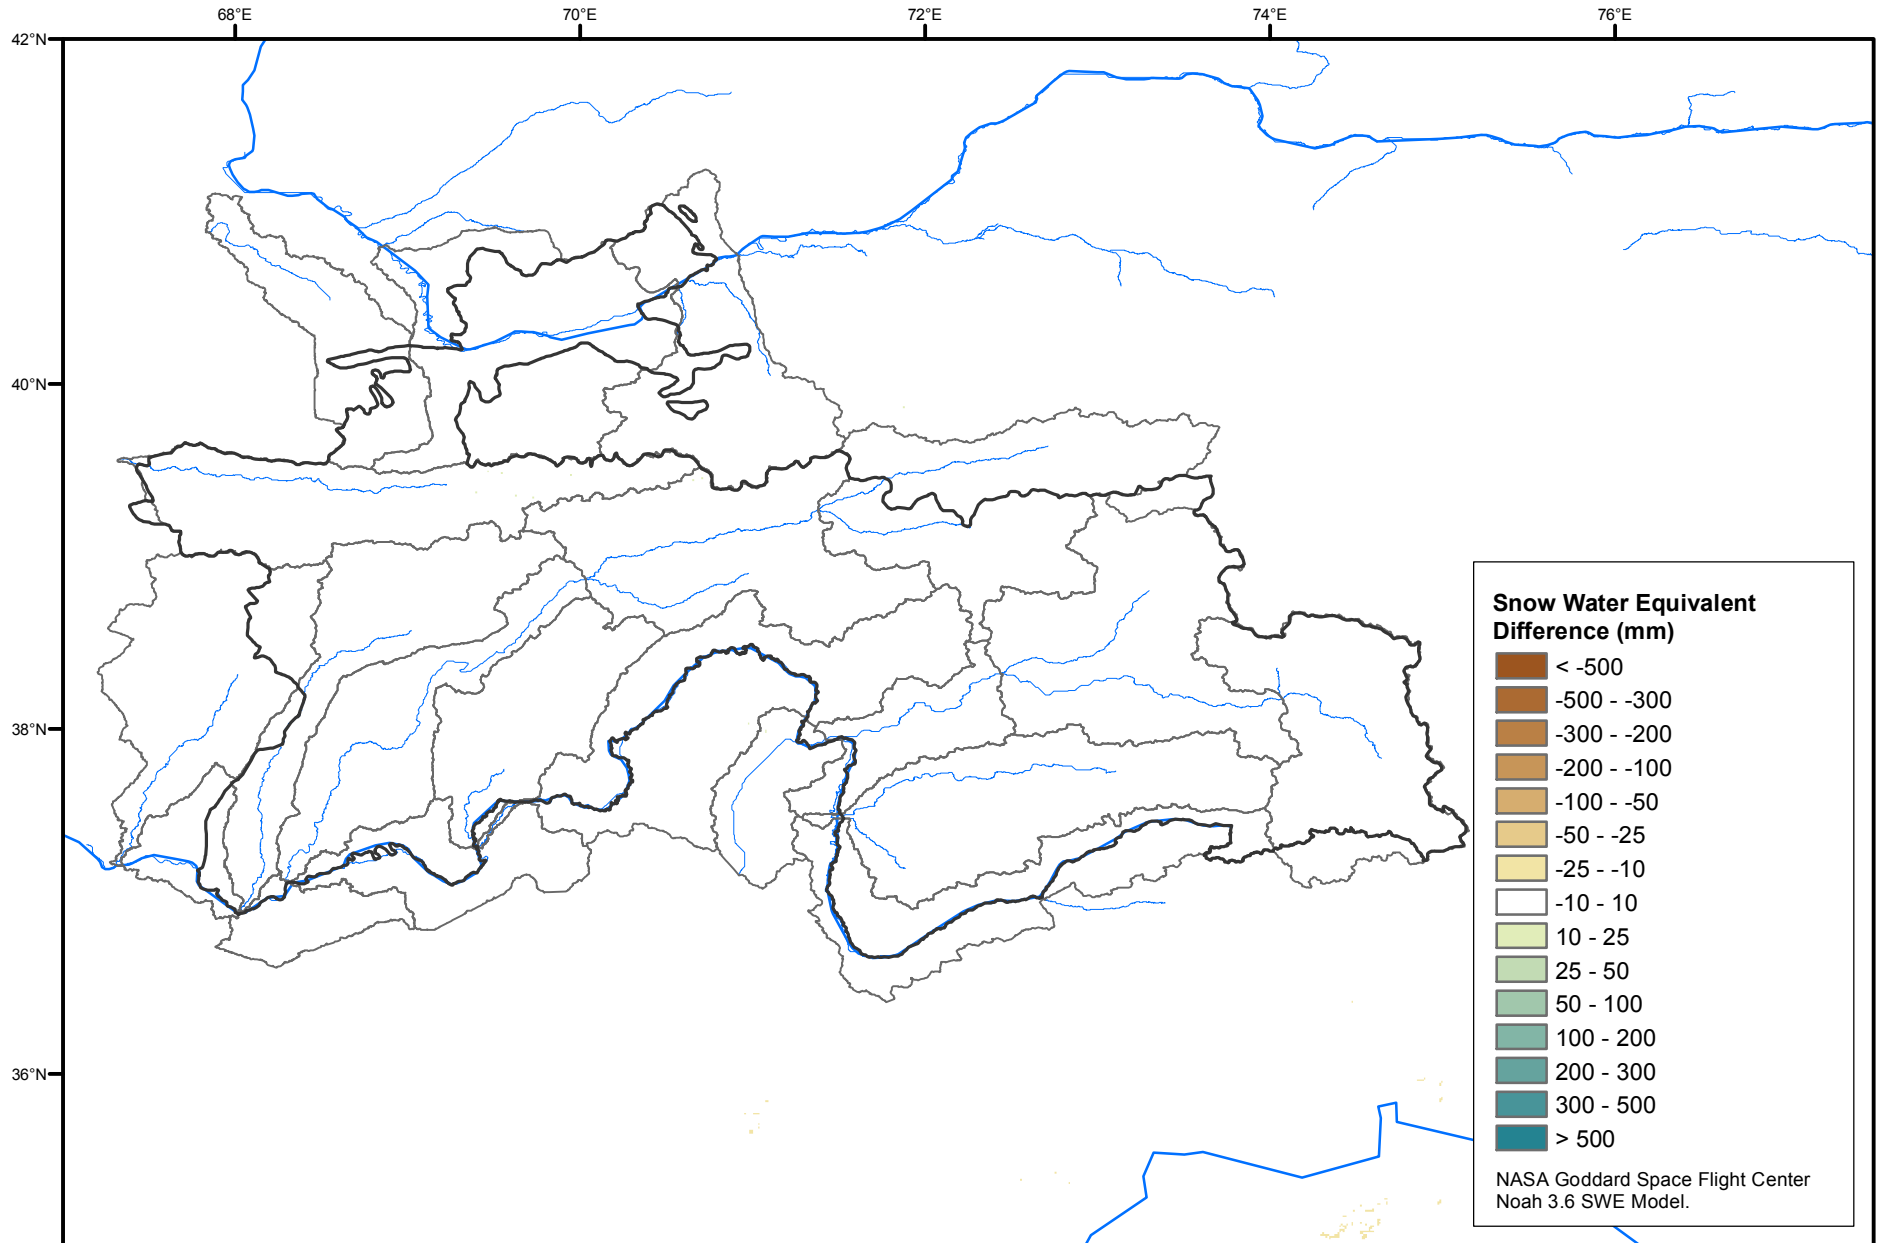 68°E
70°E
72°E
74°E
76°E
42°N
40°N
38°N
36°N
Snow Water Equivalent
Difference (mm)
< -500
-500 - -300
-300 - -200
-200 - -100
-100 - -50
-50 - -25
-25 - -10
-10 - 10
10 - 25
25 - 50
50 - 100
100 - 200
200 - 300
300 - 500
> 500
NASA Goddard Space Flight Center
Noah 3.6 SWE Model.